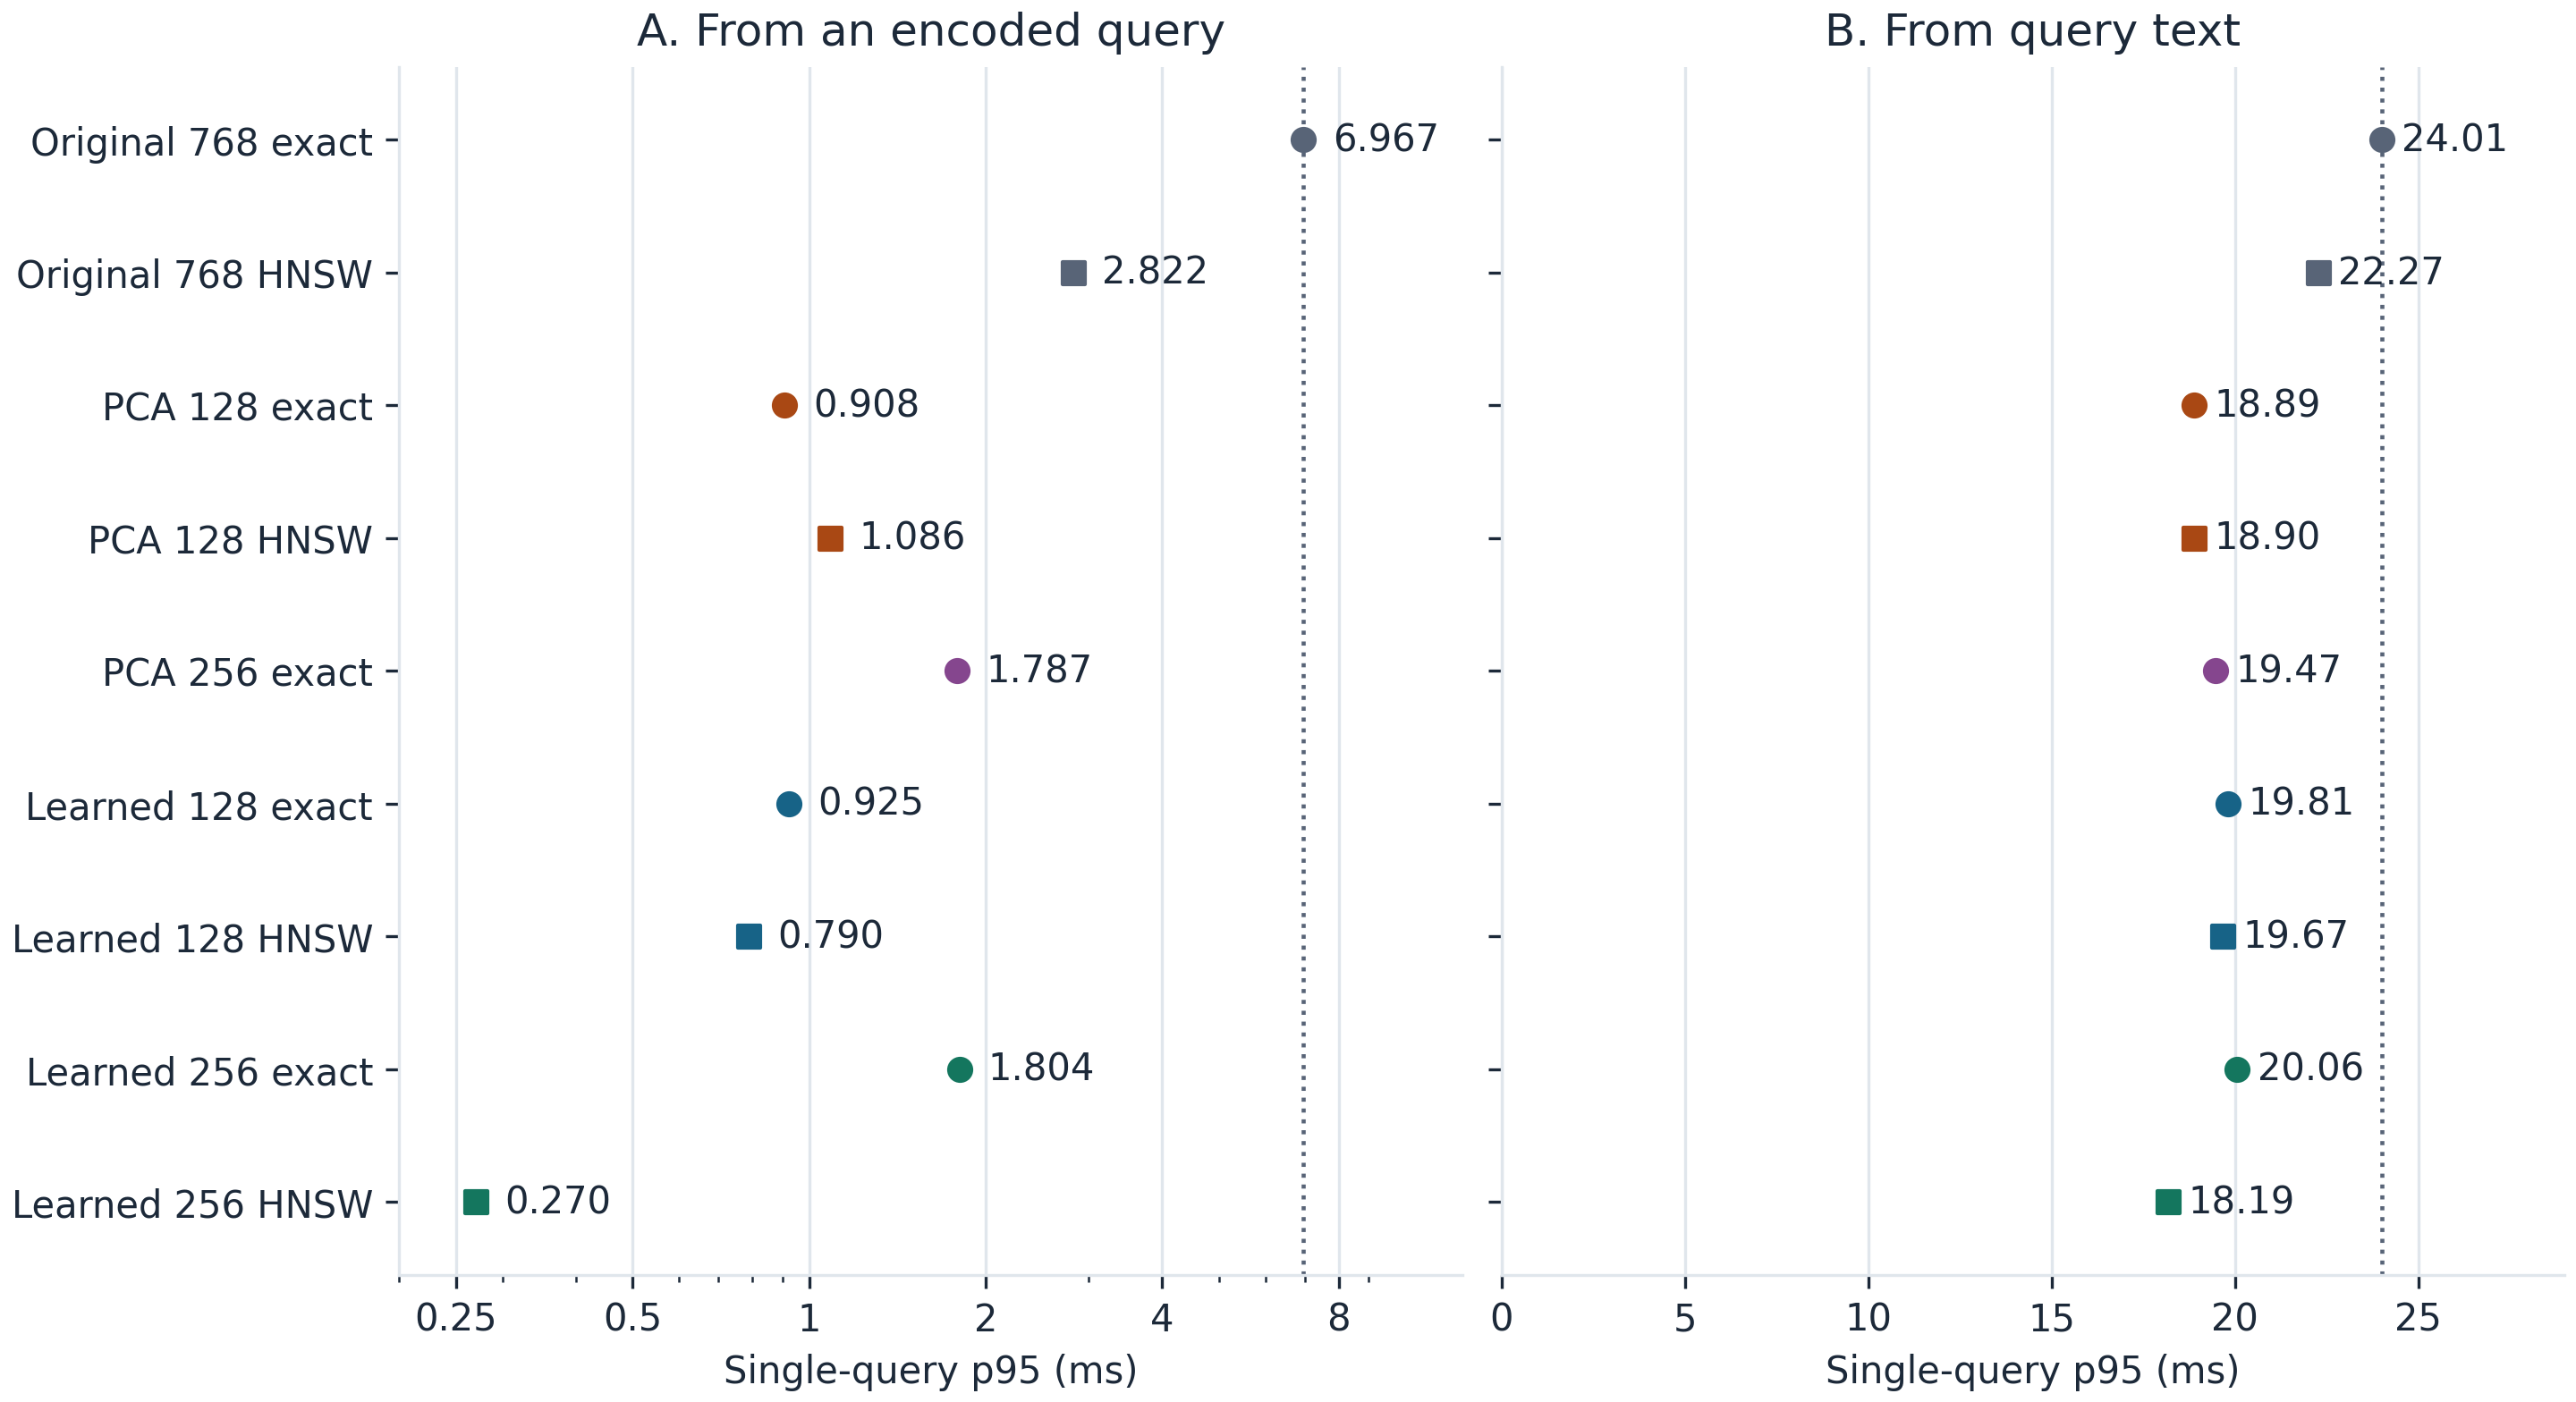 A. From an encoded query
B. From query text
Original 768 exact 6.967 24.01
Original 768 HNSW 2.822 22.27
PCA 128 exact 0.908 18.89
PCA 128 HNSW 1.086 18.90
PCA 256 exact 1.787 19.47
Learned 128 exact 0.925 19.81
Learned 128 HNSW 0.790 19.67
Learned 256 exact 1.804 20.06
Learned 256 HNSW 0.270 18.19
0.25 0.5 1 2 4 8
0 5 10 15 20 25
Single-query p95 (ms)
Single-query p95 (ms)